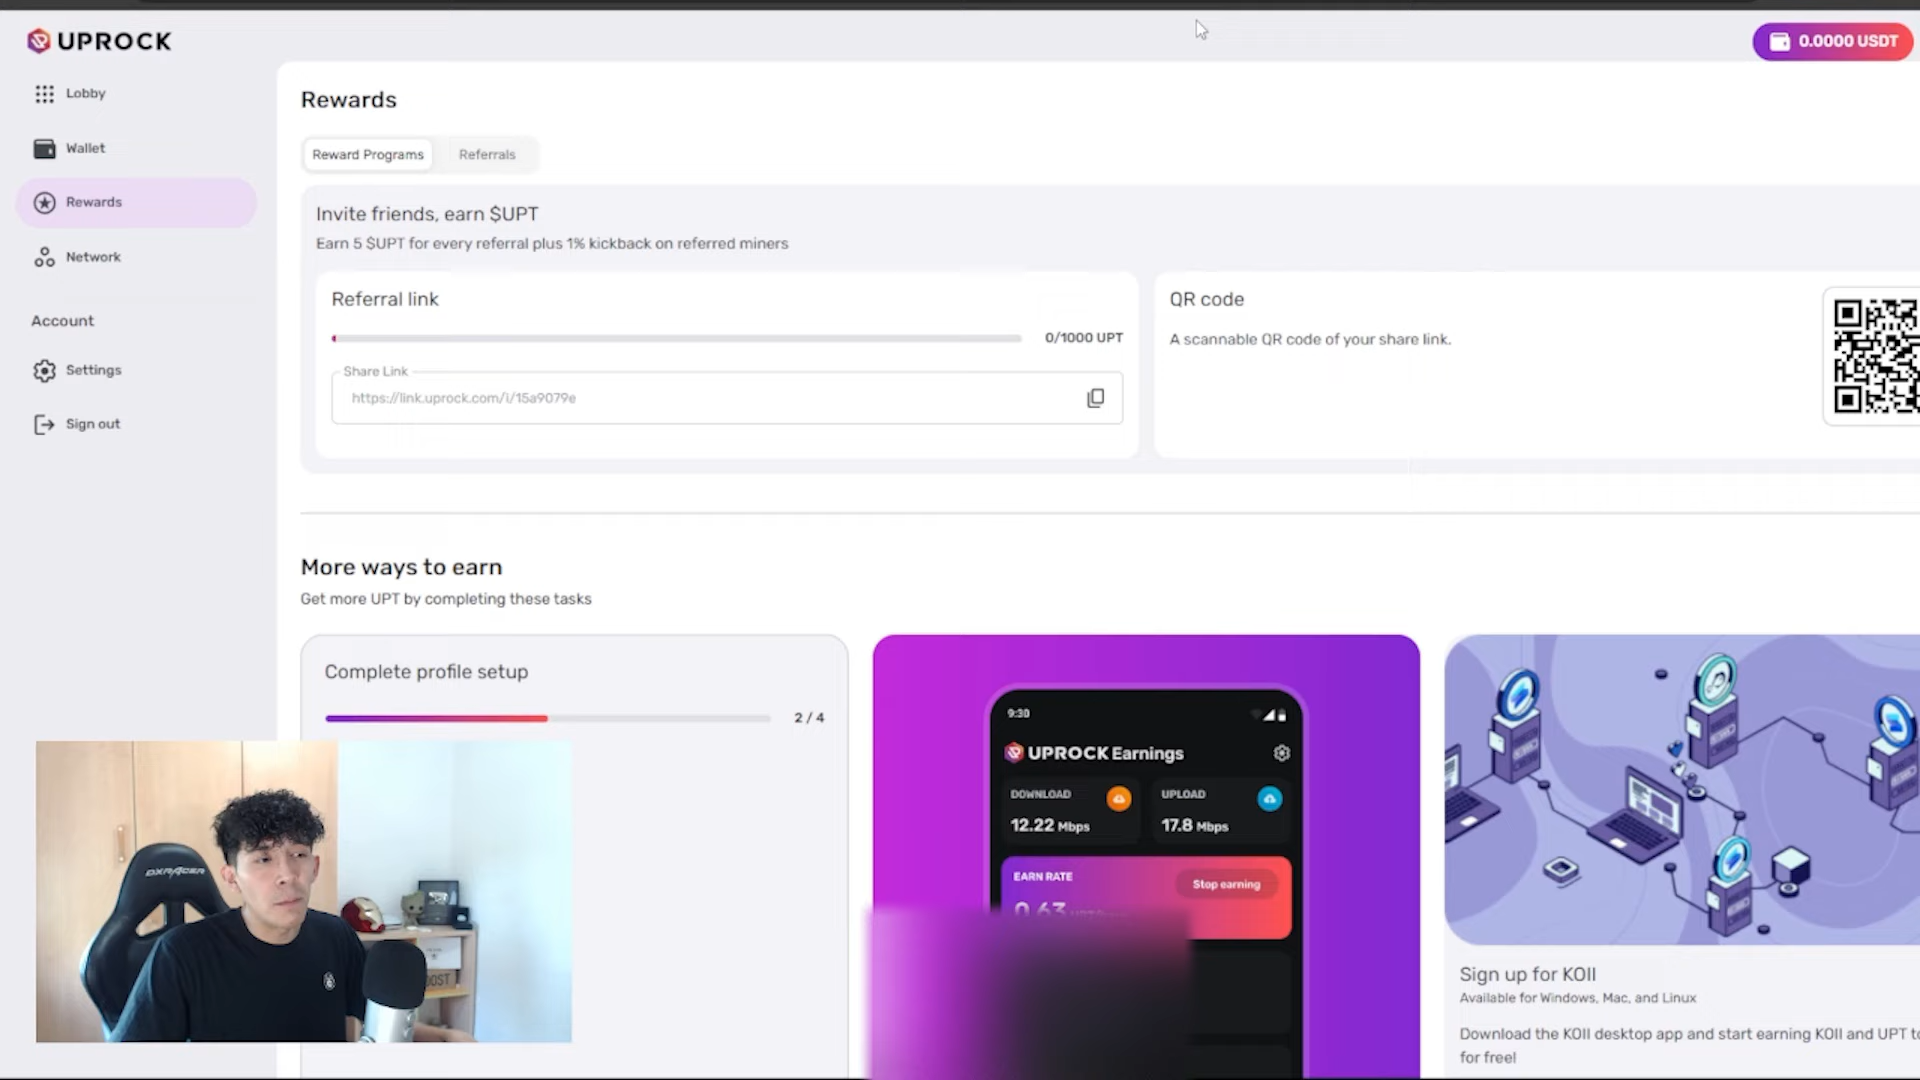 UPROCK
0.0000 USDT
Lobby
Wallet
Rewards
Network
Account
Settings
Sign out
Rewards
Reward Programs
Referrals
Invite friends, earn $UPT
Earn 5 $UPT for every referral plus 1% kickback on referred miners
Referral link
0/1000 UPT
Share Link
https://link.uprock.com/i/15a9079e
QR code
A scannable QR code of your share link.
More ways to earn
Get more UPT by completing these tasks
Complete profile setup
2 / 4
9:30
UPROCK Earnings
DOWNLOAD
12.22 Mbps
UPLOAD
17.8 Mbps
EARN RATE
Stop earning
0.63
Sign up for KOII
Available for Windows, Mac, and Linux
Download the KOII desktop app and start earning KOII and UPT to
for free!
DXRACER